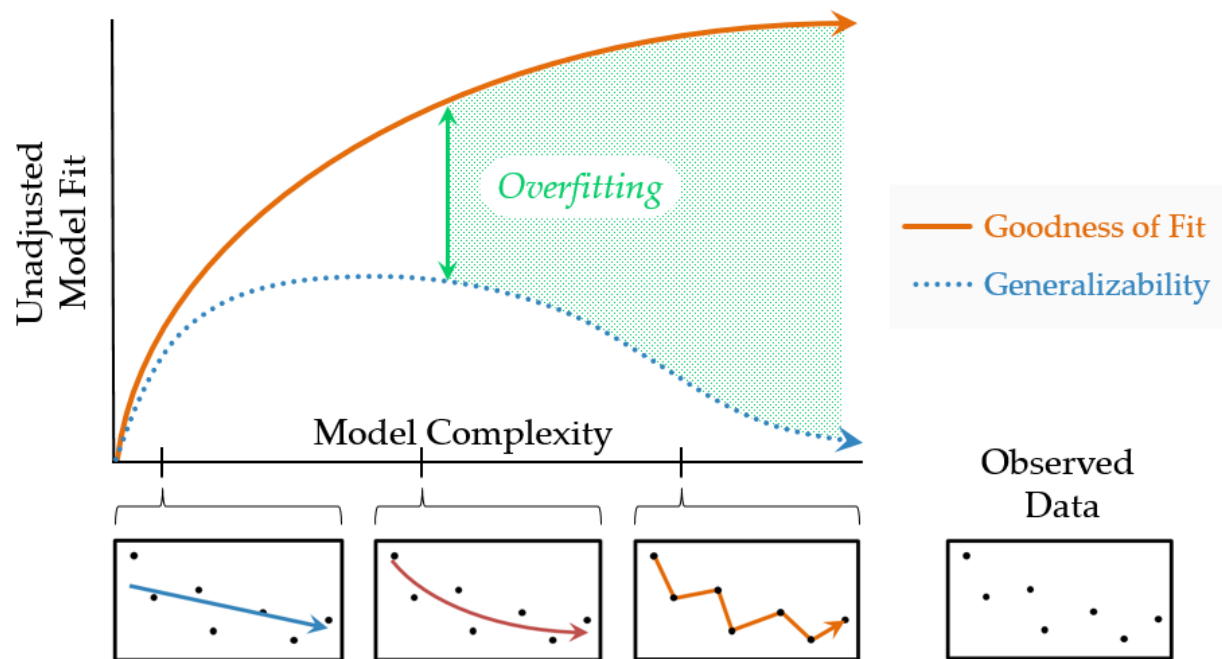 Unadjusted
Model Fit
Overfitting
Goodness of Fit
Generalizability
Model Complexity
Observed
Data